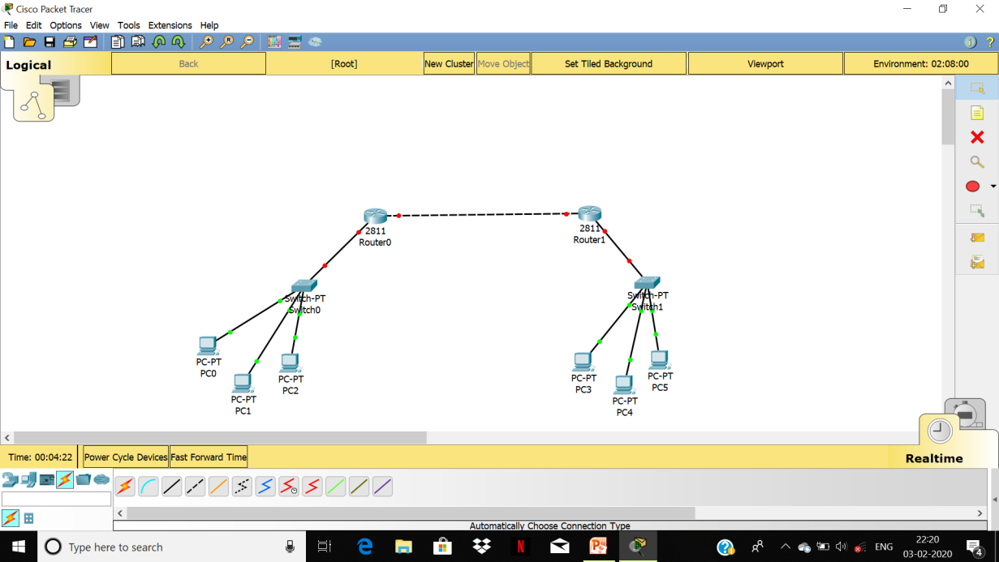 Cisco Packet Tracer
File Edit Options View Tools Extensions Help
Logical Back [Root] New Cluster Move Object Set Tiled Background Viewport Environment: 02:08:00
2811
Router0
2811
Router1
Switch-PT
Switch0
Switch-PT
Switch1
PC-PT
PC0
PC-PT
PC1
PC-PT
PC2
PC-PT
PC3
PC-PT
PC4
PC-PT
PC5
Time: 00:04:22 Power Cycle Devices Fast Forward Time
Realtime
Automatically Choose Connection Type
Type here to search
ENG
22:20
03-02-2020
4